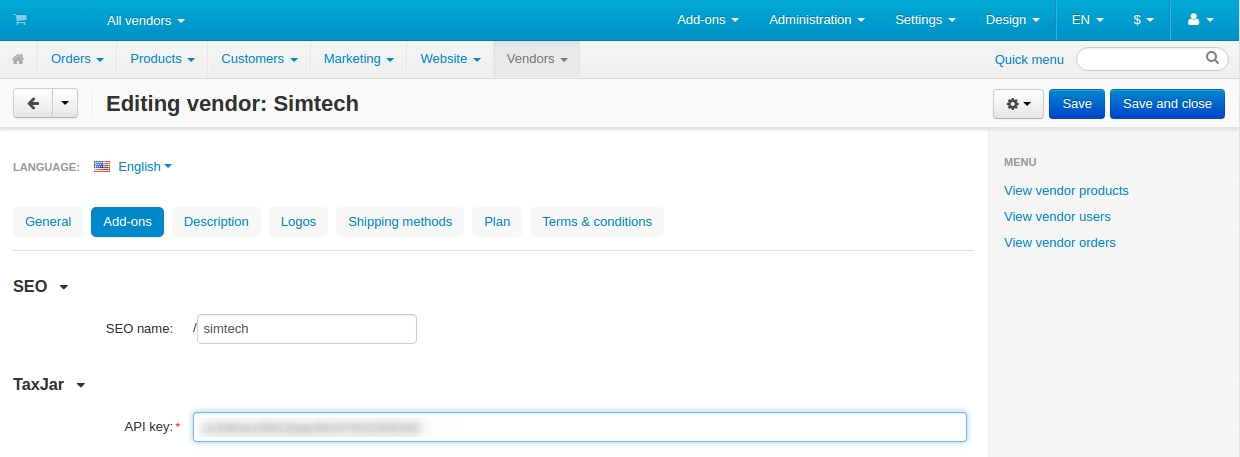 All vendors Add-ons Administration Settings Design EN $
Orders Products Customers Marketing Website Vendors Quick menu
Editing vendor: Simtech Save Save and close
LANGUAGE: English
MENU
View vendor products
View vendor users
View vendor orders
General Add-ons Description Logos Shipping methods Plan Terms & conditions
SEO
SEO name: / simtech
TaxJar
API key:*